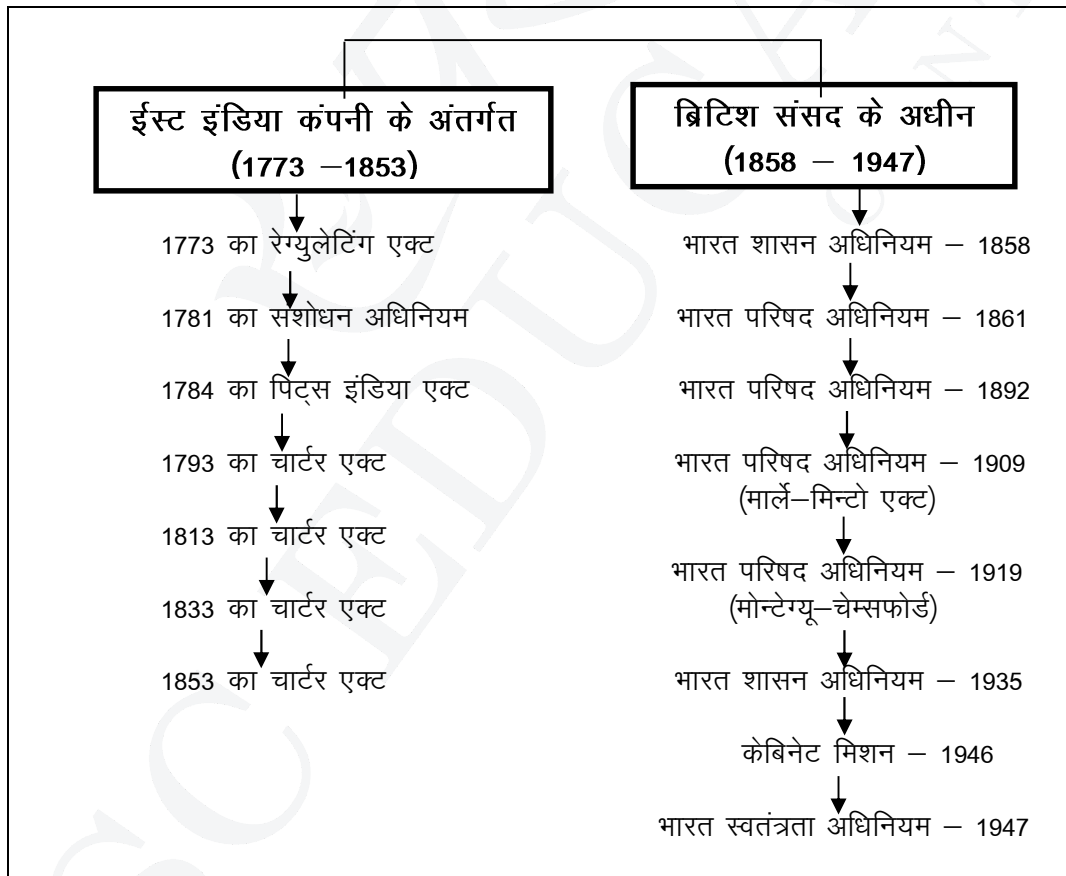 ईस्ट इंडिया कंपनी के अंतर्गत
(1773 –1853)
1773 का रेग्युलेटिंग एक्ट
1781 का संशोधन अधिनियम
1784 का पिट्स इंडिया एक्ट
1793 का चार्टर एक्ट
1813 का चार्टर एक्ट
1833 का चार्टर एक्ट
1853 का चार्टर एक्ट
ब्रिटिश संसद के अधीन
(1858 – 1947)
भारत शासन अधिनियम – 1858
भारत परिषद अधिनियम – 1861
भारत परिषद अधिनियम – 1892
भारत परिषद अधिनियम – 1909
(मार्ले–मिन्टो एक्ट)
भारत परिषद अधिनियम – 1919
(मोन्टेग्यू–चेम्सफोर्ड)
भारत शासन अधिनियम – 1935
केबिनेट मिशन – 1946
भारत स्वतंत्रता अधिनियम – 1947